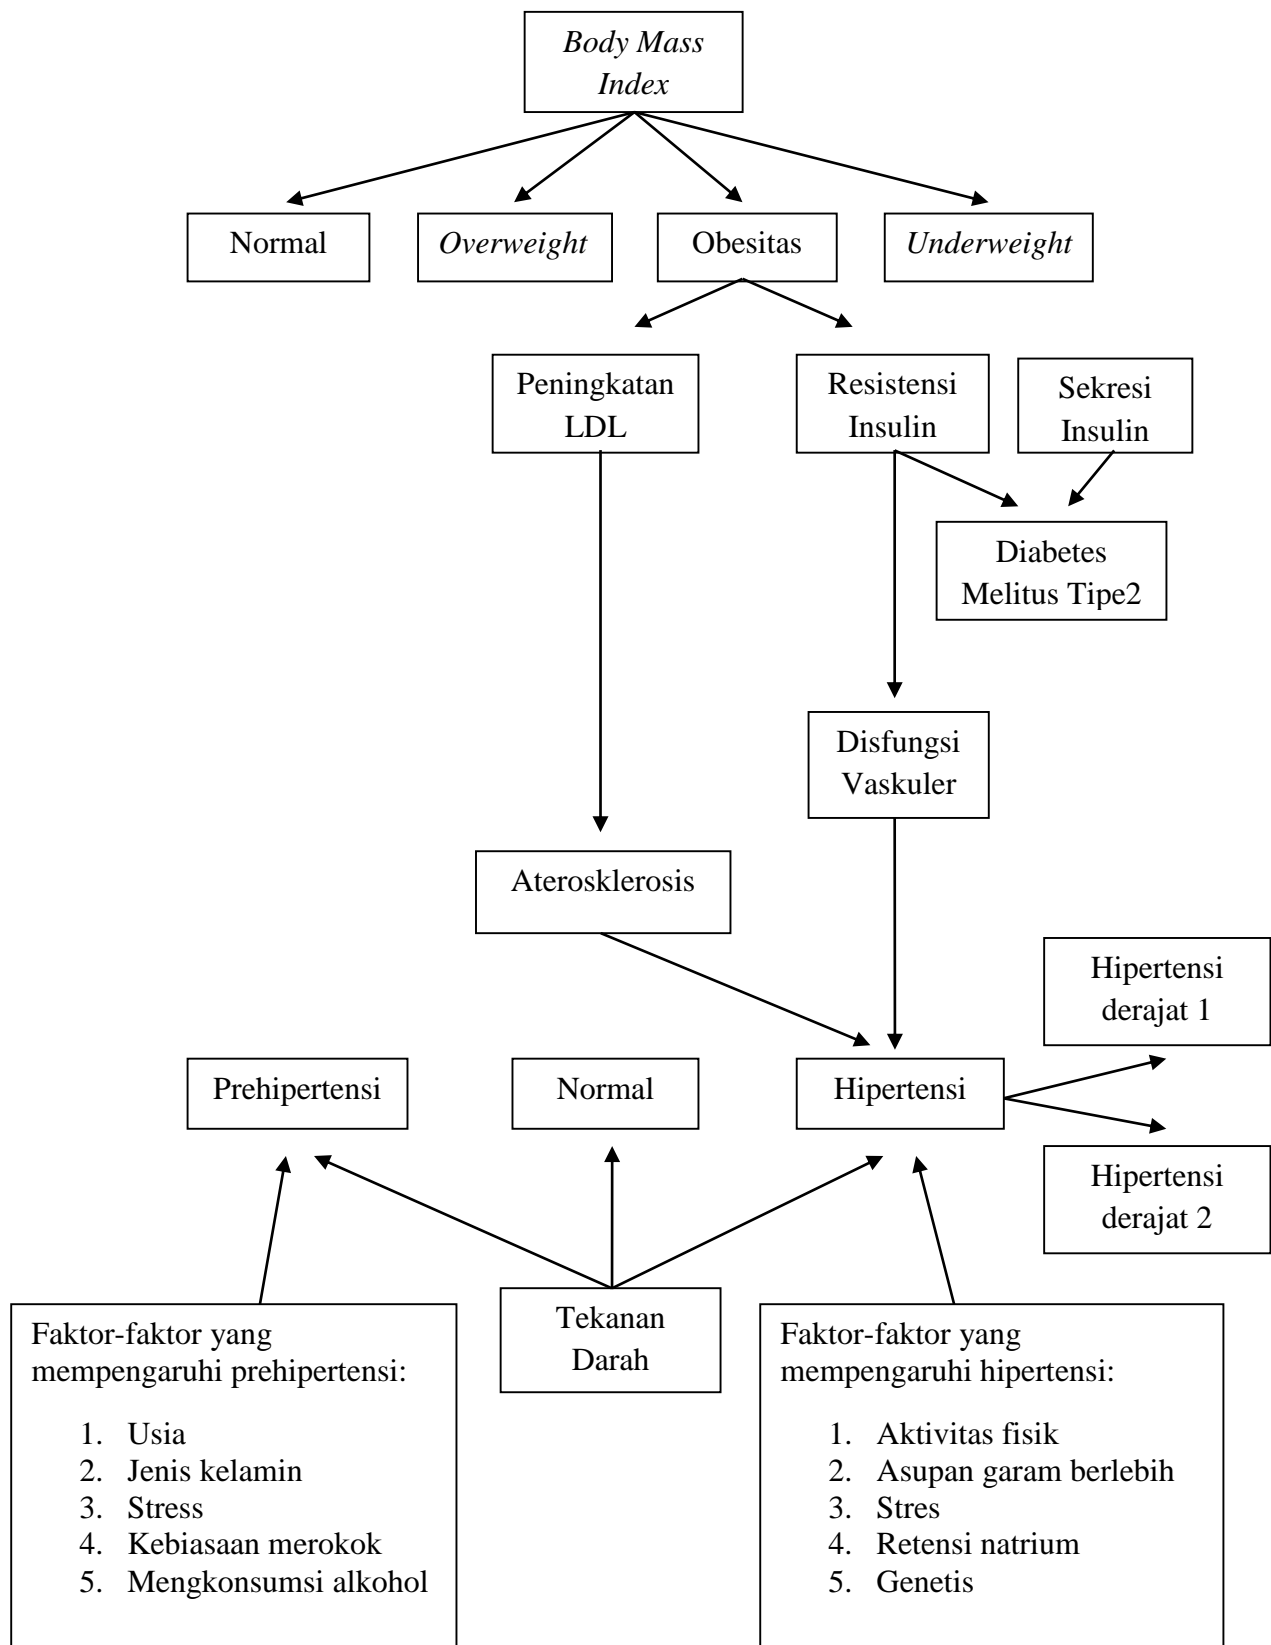 Body Mass
Index
Normal
Overweight
Obesitas
Underweight
Peningkatan
LDL
Resistensi
Insulin
Sekresi
Insulin
Diabetes
Melitus Tipe2
Disfungsi
Vaskuler
Aterosklerosis
Hipertensi
derajat 1
Prehipertensi
Normal
Hipertensi
Hipertensi
derajat 2
Faktor-faktor yang
mempengaruhi prehipertensi:
1. Usia
2. Jenis kelamin
3. Stress
4. Kebiasaan merokok
5. Mengkonsumsi alkohol
Tekanan
Darah
Faktor-faktor yang
mempengaruhi hipertensi:
1. Aktivitas fisik
2. Asupan garam berlebih
3. Stres
4. Retensi natrium
5. Genetis